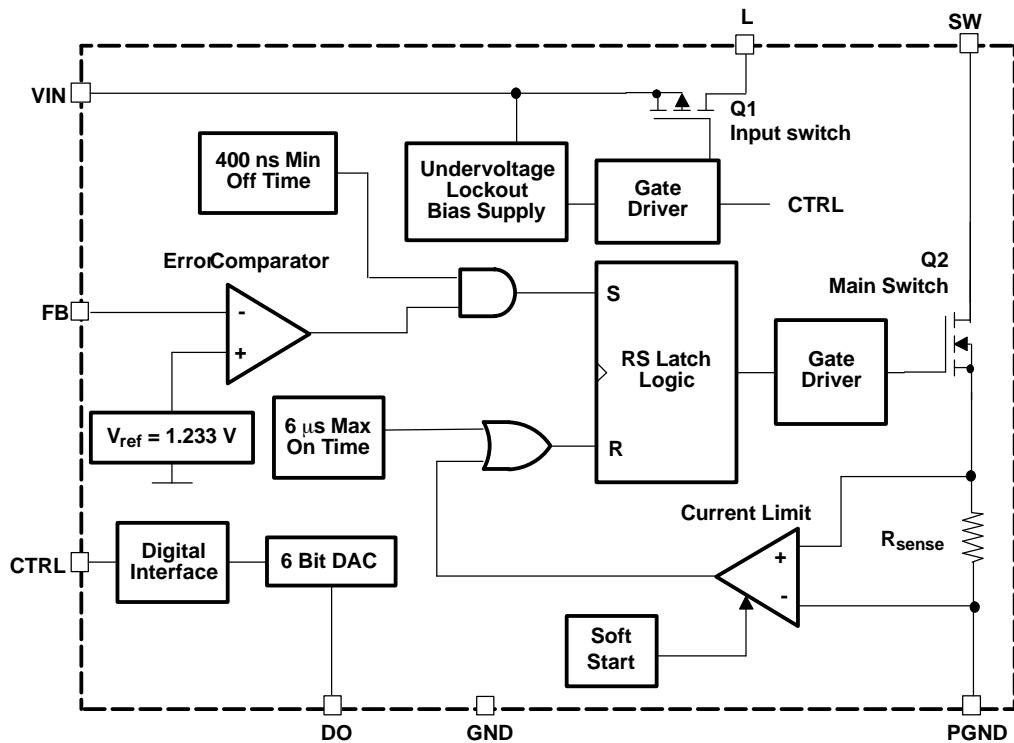 L
SW
VIN
Q1
Input switch
400 ns Min
Off Time
Undervoltage
Lockout
Bias Supply
Gate
Driver
CTRL
ErrorComparator
Q2
Main Switch
FB
-
+
S
RS Latch
Logic
R
Gate
Driver
Vref = 1.233 V
6 μs Max
On Time
Current Limit
+
-
Rsense
CTRL
Digital
Interface
6 Bit DAC
Soft
Start
DO
GND
PGND